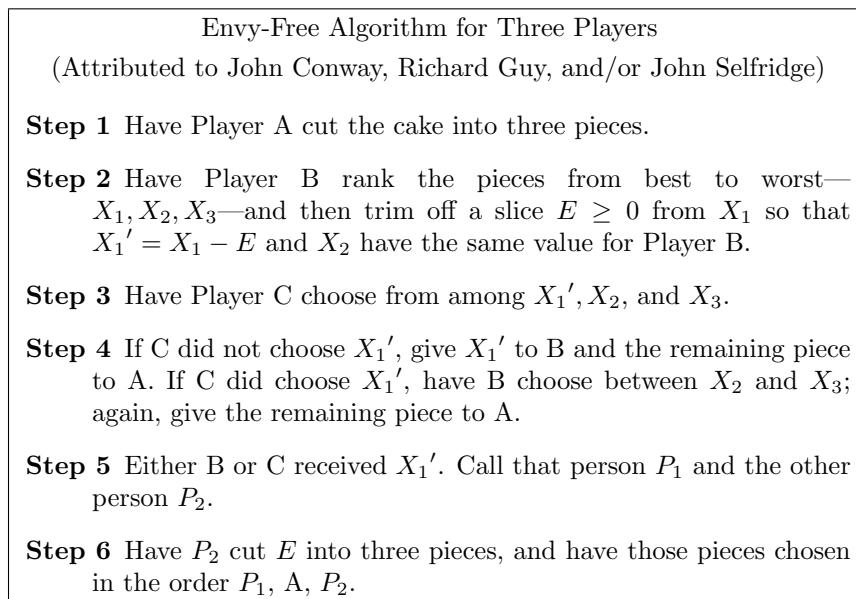 Envy-Free Algorithm for Three Players
(Attributed to John Conway, Richard Guy, and/or John Selfridge)
Step 1 Have Player A cut the cake into three pieces.
Step 2 Have Player B rank the pieces from best to worst—
X₁, X₂, X₃—and then trim off a slice E ≥ 0 from X₁ so that
X₁′ = X₁ − E and X₂ have the same value for Player B.
Step 3 Have Player C choose from among X₁′, X₂, and X₃.
Step 4 If C did not choose X₁′, give X₁′ to B and the remaining piece
to A. If C did choose X₁′, have B choose between X₂ and X₃;
again, give the remaining piece to A.
Step 5 Either B or C received X₁′. Call that person P₁ and the other
person P₂.
Step 6 Have P₂ cut E into three pieces, and have those pieces chosen
in the order P₁, A, P₂.